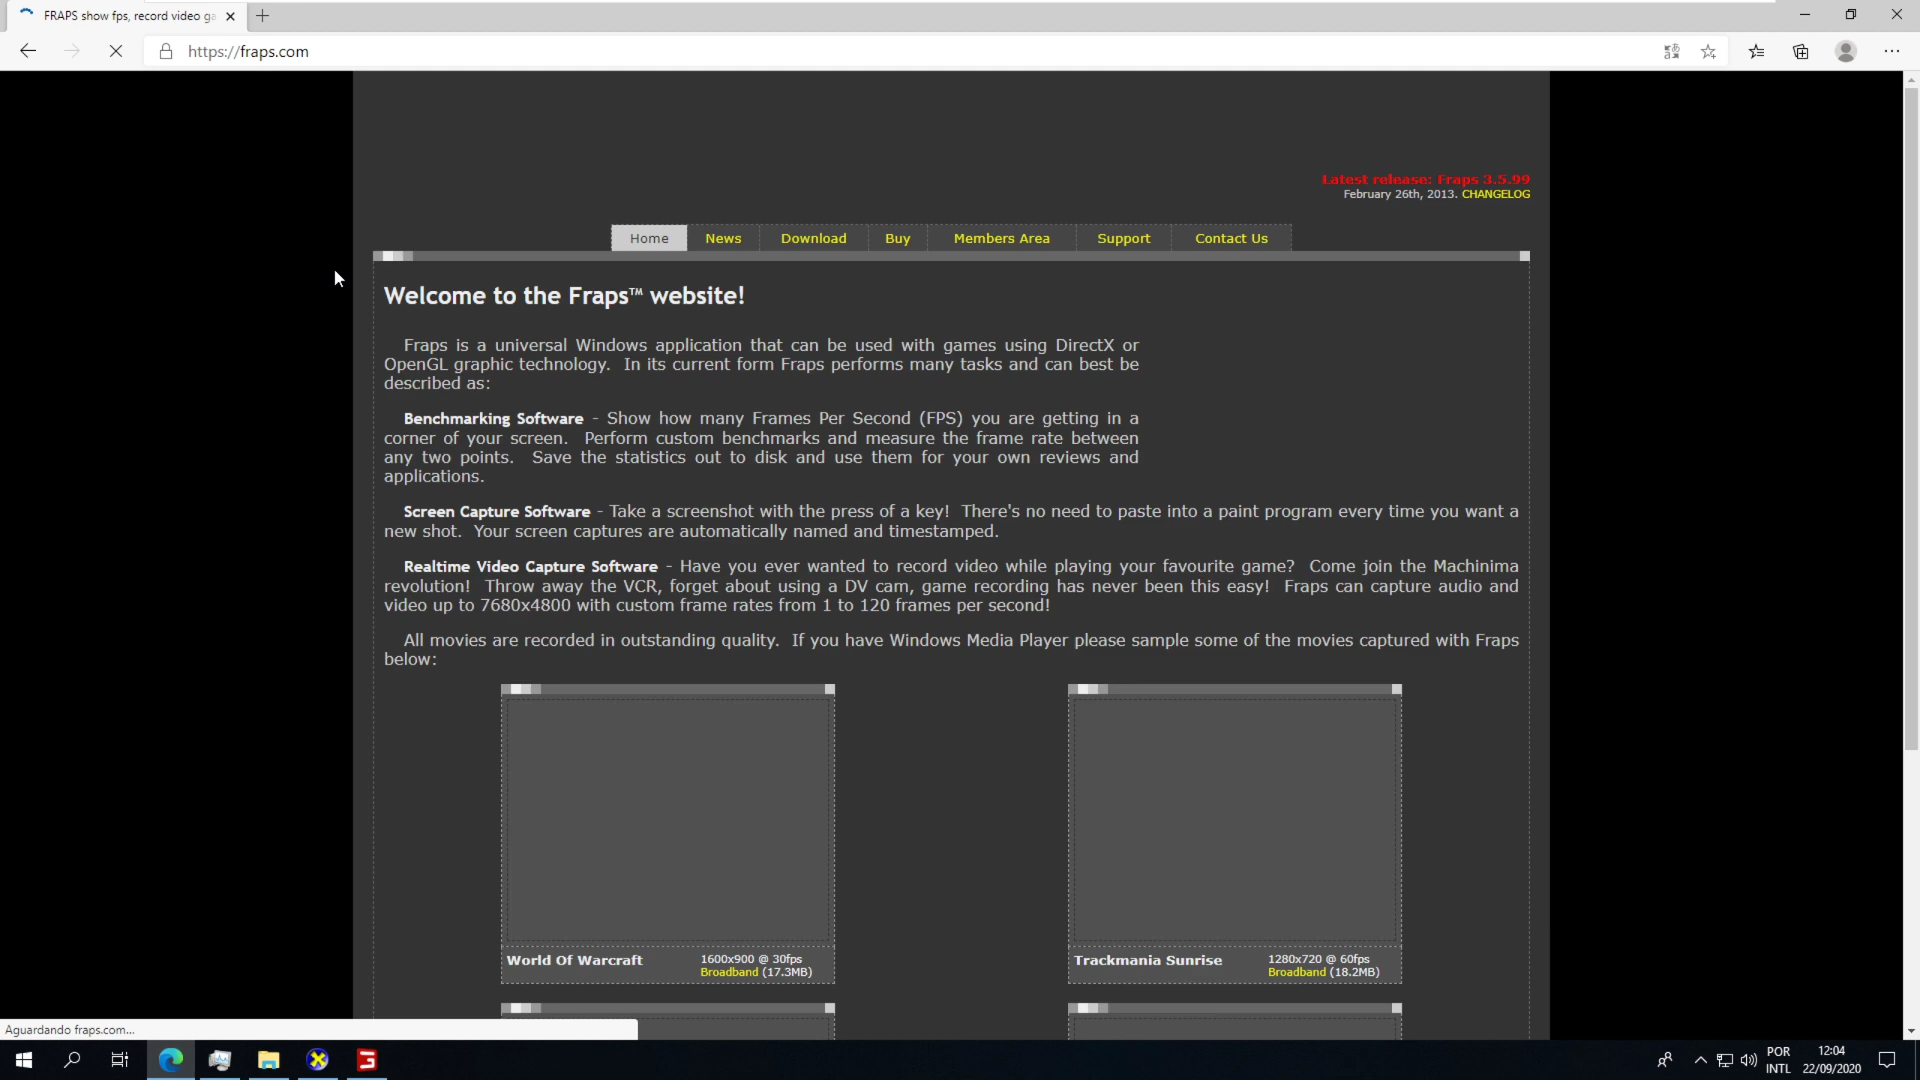 FRAPS show fps, record video ga
https://fraps.com
Latest release: Fraps 3.5.99
February 26th, 2013. CHANGELOG
Home News Download Buy Members Area Support Contact Us
Welcome to the Fraps™ website!
Fraps is a universal Windows application that can be used with games using DirectX or
OpenGL graphic technology. In its current form Fraps performs many tasks and can best be
described as:
Benchmarking Software - Show how many Frames Per Second (FPS) you are getting in a
corner of your screen. Perform custom benchmarks and measure the frame rate between
any two points. Save the statistics out to disk and use them for your own reviews and
applications.
Screen Capture Software - Take a screenshot with the press of a key! There's no need to paste into a paint program every time you want a
new shot. Your screen captures are automatically named and timestamped.
Realtime Video Capture Software - Have you ever wanted to record video while playing your favourite game? Come join the Machinima
revolution! Throw away the VCR, forget about using a DV cam, game recording has never been this easy! Fraps can capture audio and
video up to 7680x4800 with custom frame rates from 1 to 120 frames per second!
All movies are recorded in outstanding quality. If you have Windows Media Player please sample some of the movies captured with Fraps
below:
World Of Warcraft
1600x900 @ 30fps
Broadband (17.3MB)
Trackmania Sunrise
1280x720 @ 60fps
Broadband (18.2MB)
Aguardando fraps.com...
POR
INTL
12:04
22/09/2020